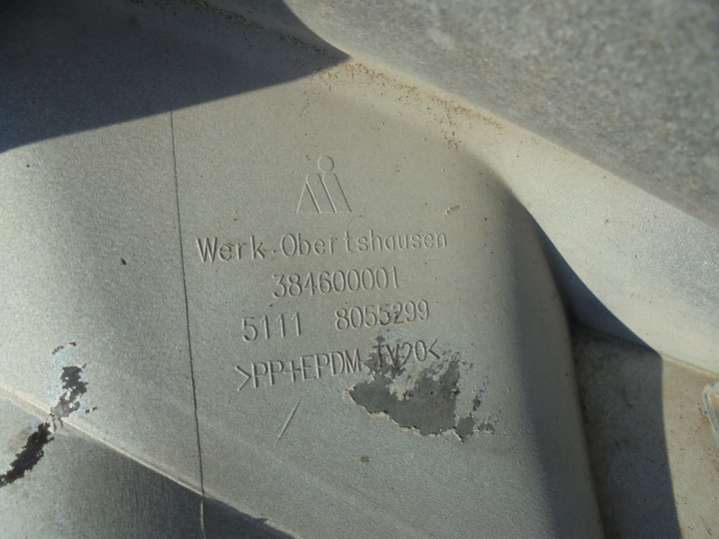 Werk-Obertshausen
384600001
5111 8055299
>PP+EPDM-TV20<